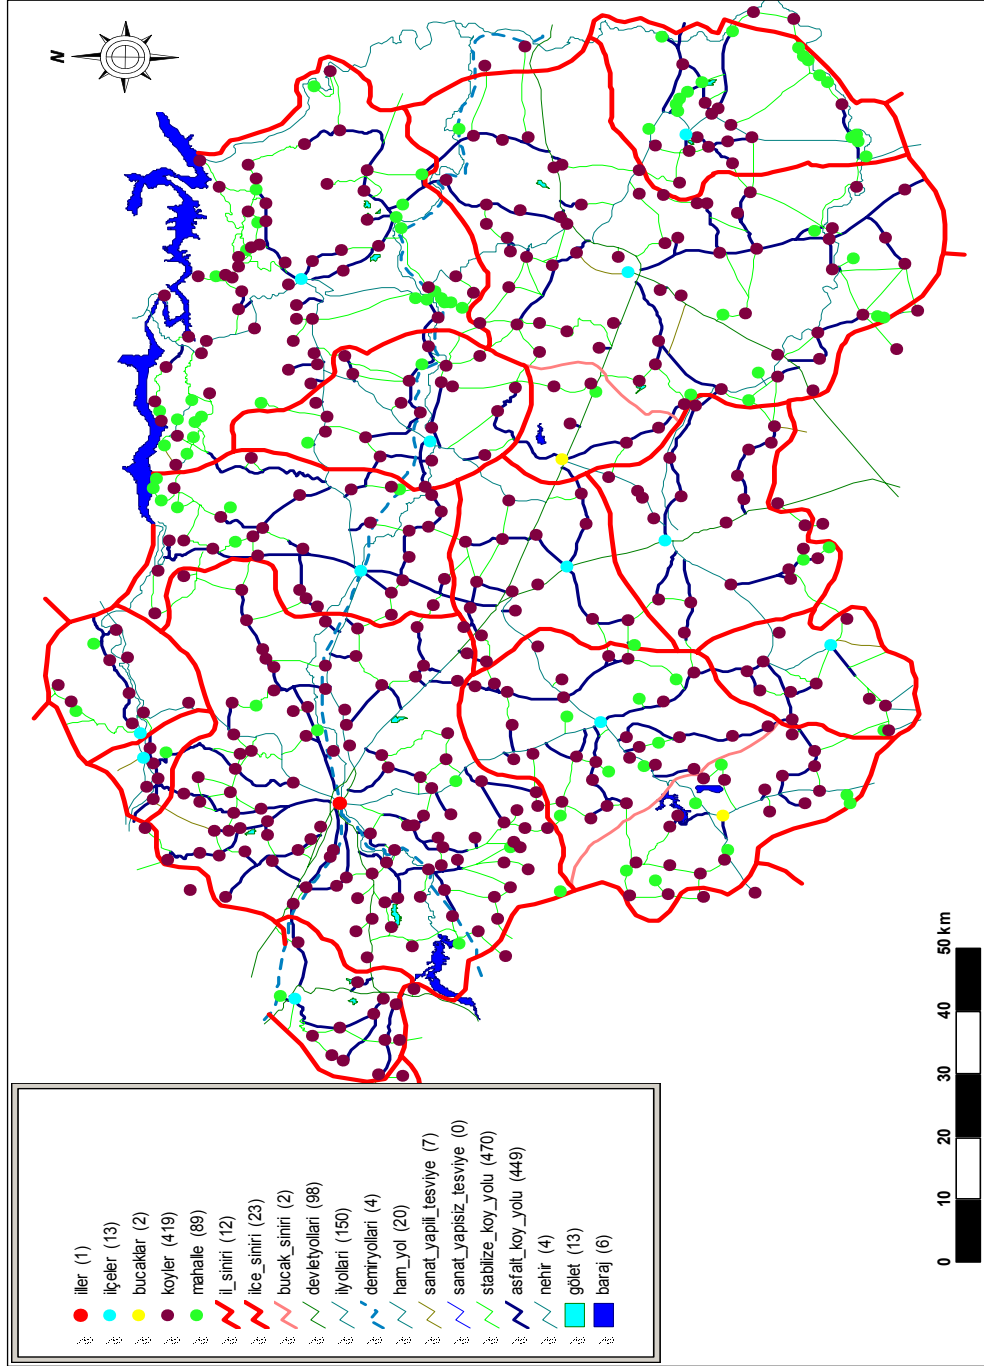 N
iller (1)
ilçeler (13)
bucaklar (2)
koyler (419)
mahalle (89)
il_siniri (12)
ilce_siniri (23)
bucak_siniri (2)
devletyollari (98)
ilyollari (150)
demiryollari (4)
ham_yol (20)
sanat_yapili_tesviye (7)
sanat_yapisiz_tesviye (0)
stabilize_koy_yolu (470)
asfalt_koy_yolu (449)
nehir (4)
gölet (13)
baraj (6)
0 10 20 30 40 50 km